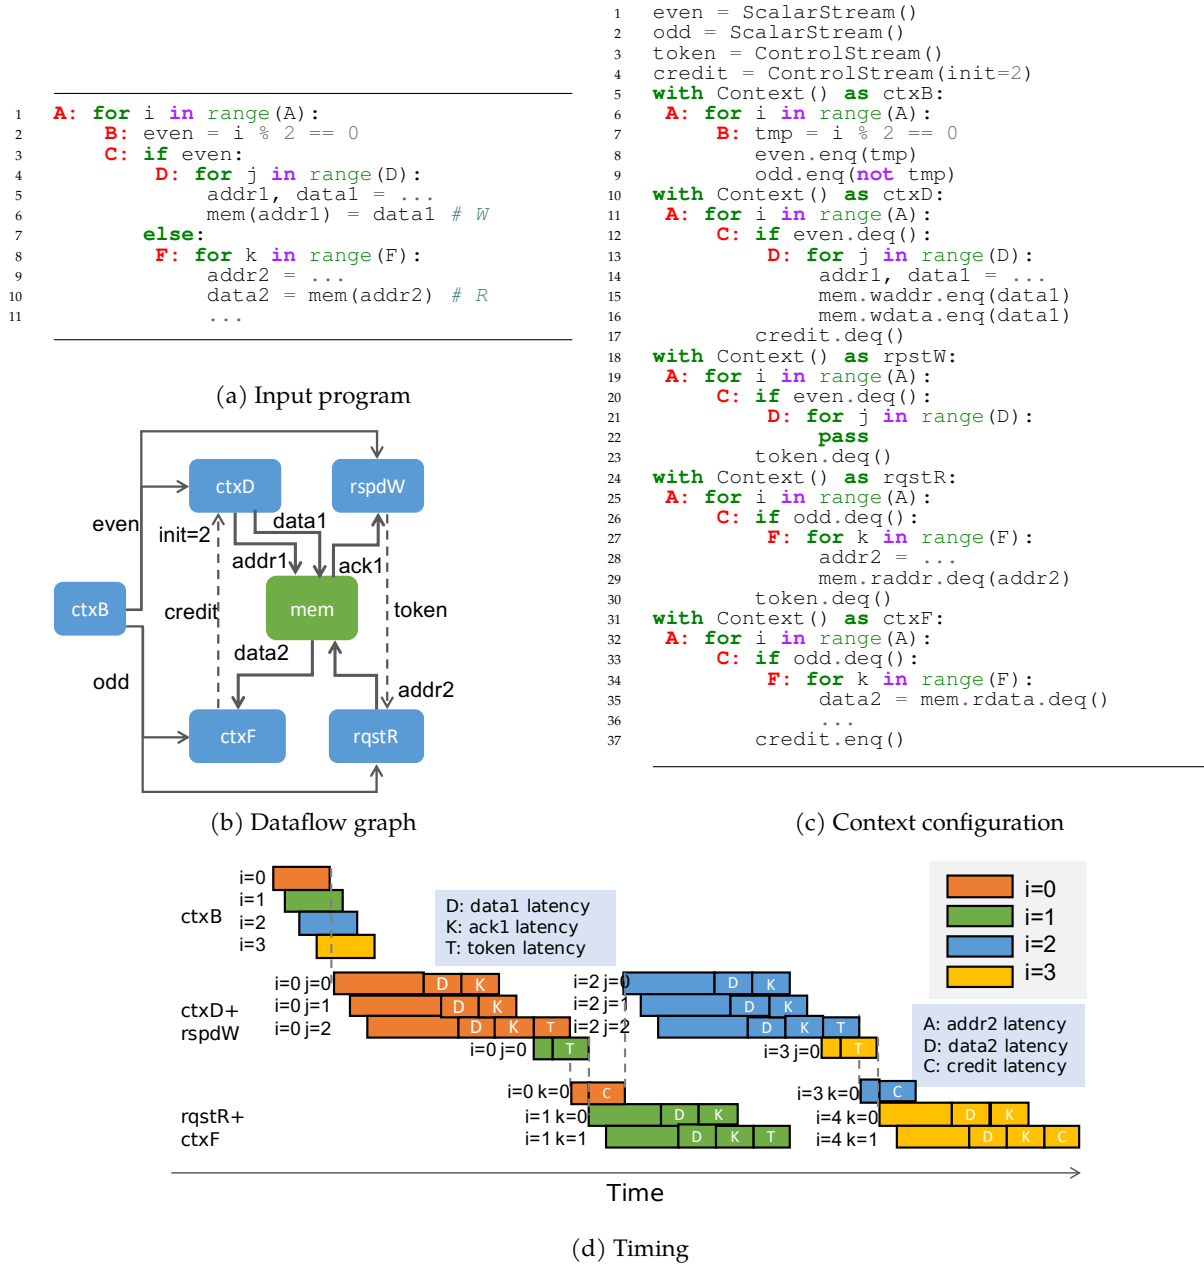 1 A: for i in range(A):
2 B: even = i % 2 == 0
3 C: if even:
4 D: for j in range(D):
5 addr1, data1 = ...
6 mem(addr1) = data1 # W
7 else:
8 F: for k in range(F):
9 addr2 = ...
10 data2 = mem(addr2) # R
11 ...
(a) Input program
1 even = ScalarStream()
2 odd = ScalarStream()
3 token = ControlStream()
4 credit = ControlStream(init=2)
5 with Context() as ctxB:
6 A: for i in range(A):
7 B: tmp = i % 2 == 0
8 even.enq(tmp)
9 odd.enq(not tmp)
10 with Context() as ctxD:
11 A: for i in range(A):
12 C: if even.deq():
13 D: for j in range(D):
14 addr1, data1 = ...
15 mem.waddr.enq(data1)
16 mem.wdata.enq(data1)
17 credit.deq()
18 with Context() as rpstW:
19 A: for i in range(A):
20 C: if even.deq():
21 D: for j in range(D):
22 pass
23 token.deq()
24 with Context() as rqstR:
25 A: for i in range(A):
26 C: if odd.deq():
27 F: for k in range(F):
28 addr2 = ...
29 mem.raddr.deq(addr2)
30 token.deq()
31 with Context() as ctxF:
32 A: for i in range(A):
33 C: if odd.deq():
34 F: for k in range(F):
35 data2 = mem.rdata.deq()
36 ...
37 credit.enq()
(c) Context configuration
ctxD
rspdW
even
init=2
data1
addr1
ack1
ctxB
credit
mem
token
data2
odd
addr2
ctxF
rqstR
(b) Dataflow graph
ctxB
i=0
i=1
i=2
i=3
D: data1 latency
K: ack1 latency
T: token latency
i=0
i=1
i=2
i=3
ctxD+
rspdW
i=0 j=0 D K
i=0 j=1 D K
i=0 j=2 D K T
i=0 j=0 T
i=2 j=0 D K
i=2 j=1 D K
i=2 j=2 D K T
i=3 j=0 T
A: addr2 latency
D: data2 latency
C: credit latency
rqstR+
ctxF
i=0 k=0 C
i=1 k=0 D K
i=1 k=1 D K T
i=3 k=0 C
i=4 k=0 D K
i=4 k=1 D K C
Time
(d) Timing